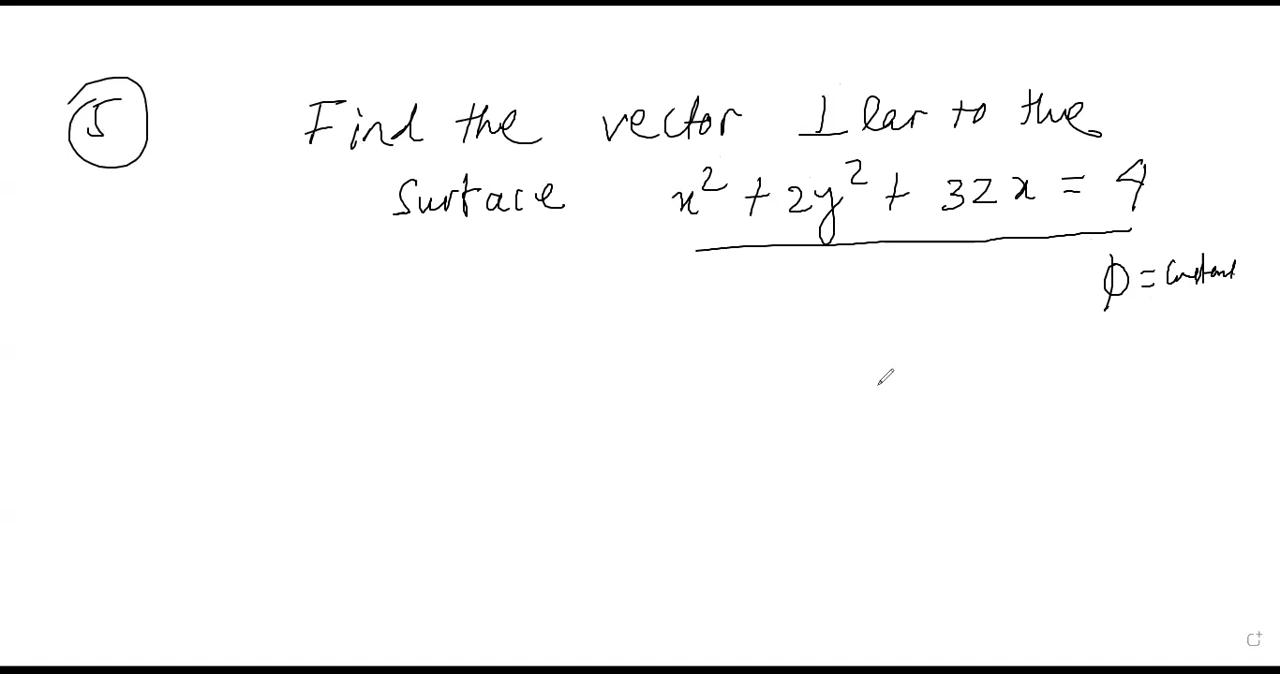 5 Find the vector ⊥ lar to the
surface x² + 2y² + 3zx = 4
ϕ = constant